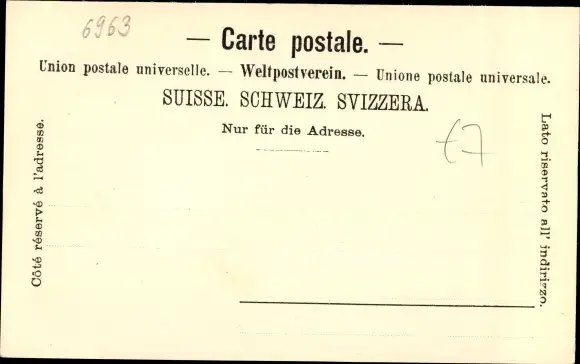 6963
— Carte postale. —
Union postale universelle. — Weltpostverein. — Unione postale universale.
SUISSE. SCHWEIZ. SVIZZERA.
Nur für die Adresse.
Côté réservé à l'adresse.
Lato riservato all' indirizzo.